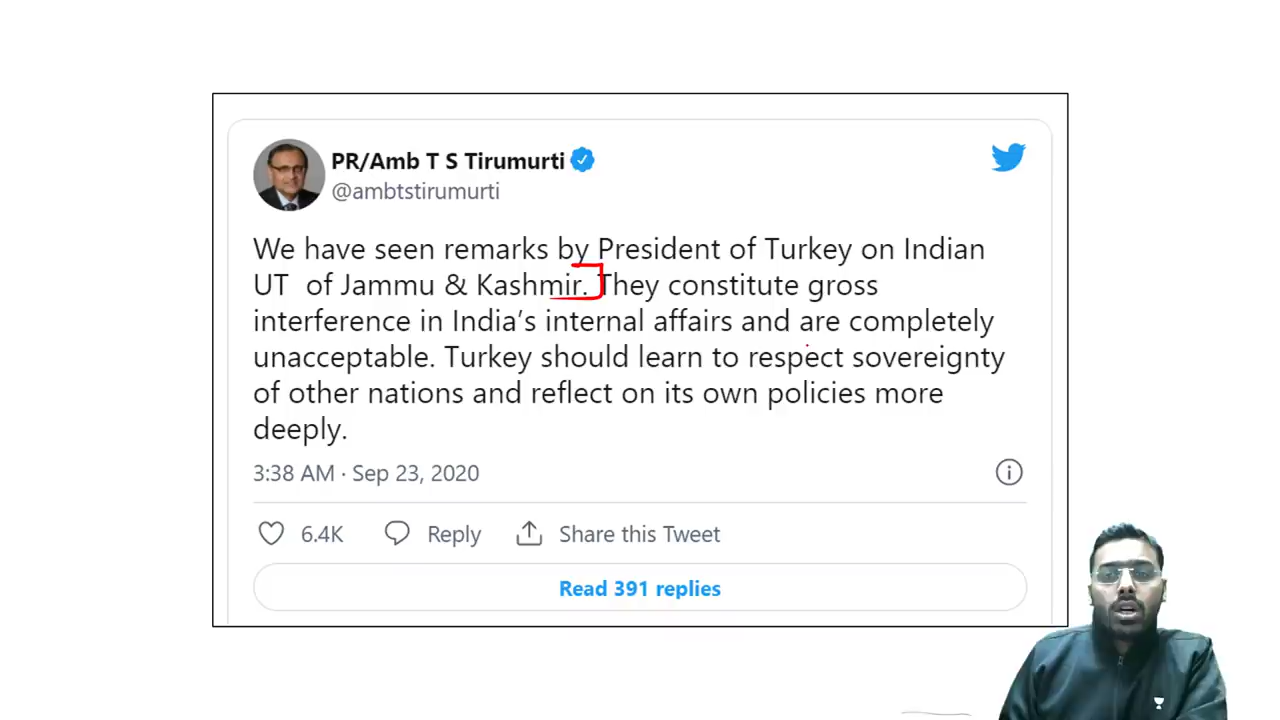 PR/Amb T S Tirumurti
@ambtstirumurti
We have seen remarks by President of Turkey on Indian
UT of Jammu & Kashmir. They constitute gross
interference in India's internal affairs and are completely
unacceptable. Turkey should learn to respect sovereignty
of other nations and reflect on its own policies more
deeply.
3:38 AM · Sep 23, 2020
6.4K Reply Share this Tweet
Read 391 replies